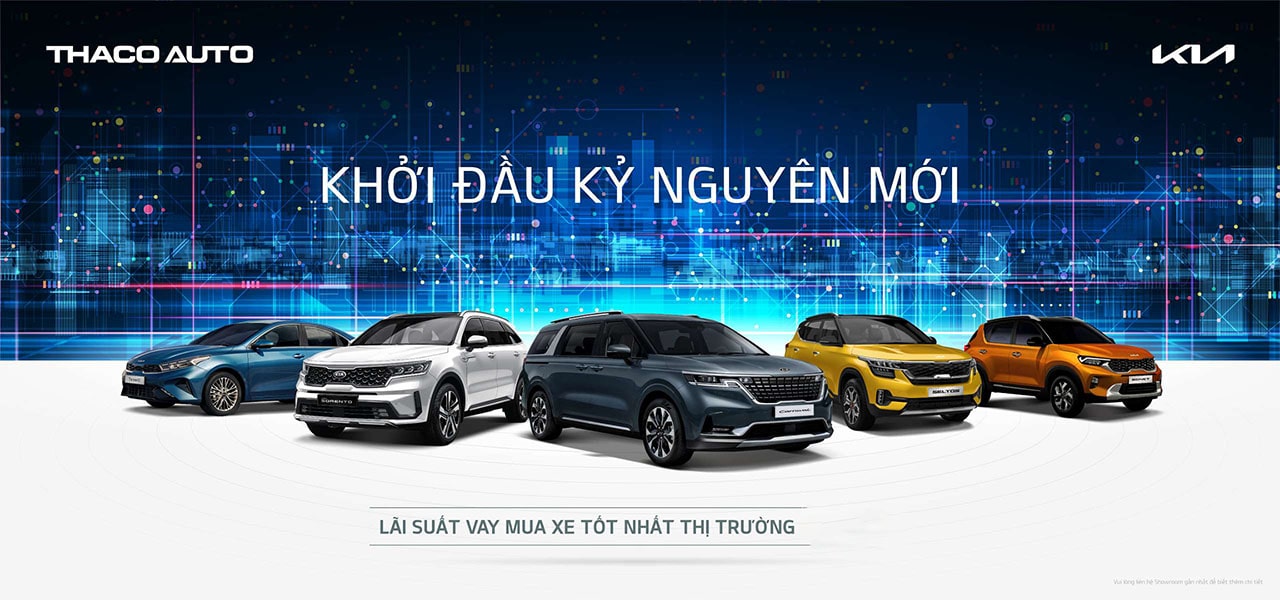 THACO AUTO
KIA
KHỞI ĐẦU KỶ NGUYÊN MỚI
SORENTO
Carnival
SELTOS
SONET
LÃI SUẤT VAY MUA XE TỐT NHẤT THỊ TRƯỜNG
Vui lòng liên hệ Showroom gần nhất để biết thêm chi tiết